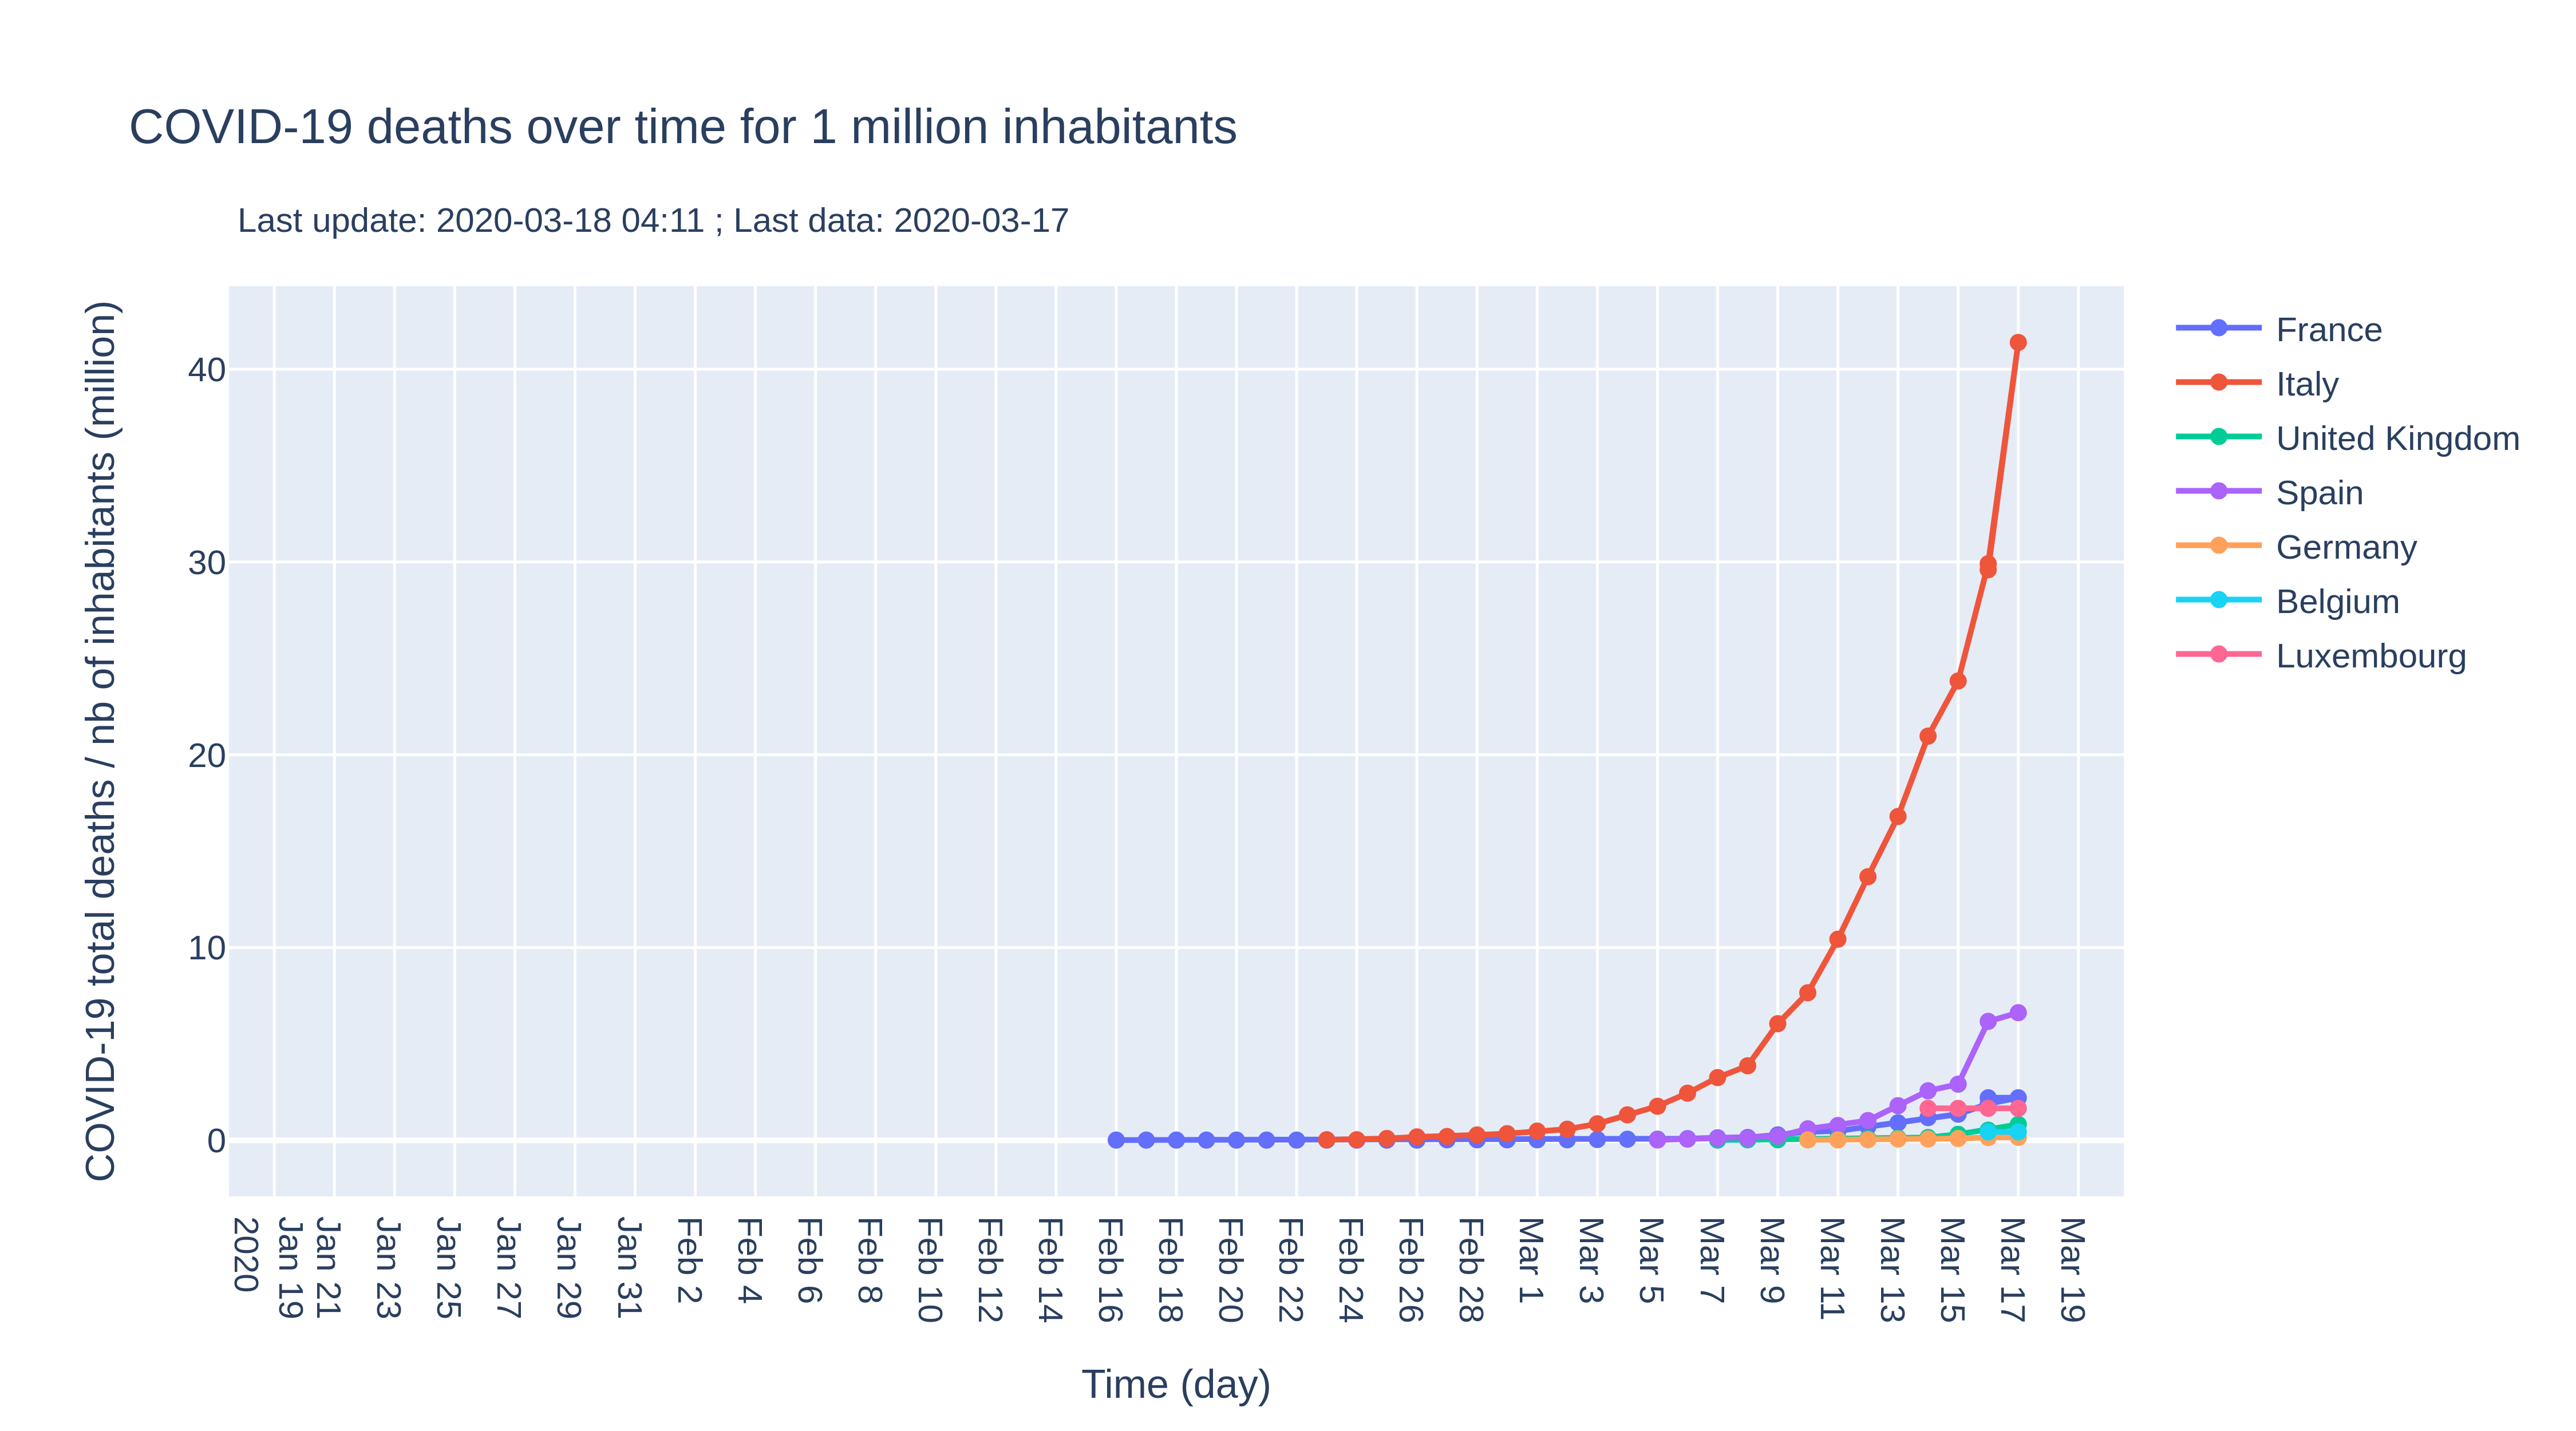 COVID-19 deaths over time for 1 million inhabitants
Last update: 2020-03-18 04:11 ; Last data: 2020-03-17
COVID-19 total deaths / nb of inhabitants (million)
40
30
20
10
0
France
Italy
United Kingdom
Spain
Germany
Belgium
Luxembourg
Jan 19
2020
Jan 21
Jan 23
Jan 25
Jan 27
Jan 29
Jan 31
Feb 2
Feb 4
Feb 6
Feb 8
Feb 10
Feb 12
Feb 14
Feb 16
Feb 18
Feb 20
Feb 22
Feb 24
Feb 26
Feb 28
Mar 1
Mar 3
Mar 5
Mar 7
Mar 9
Mar 11
Mar 13
Mar 15
Mar 17
Mar 19
Time (day)